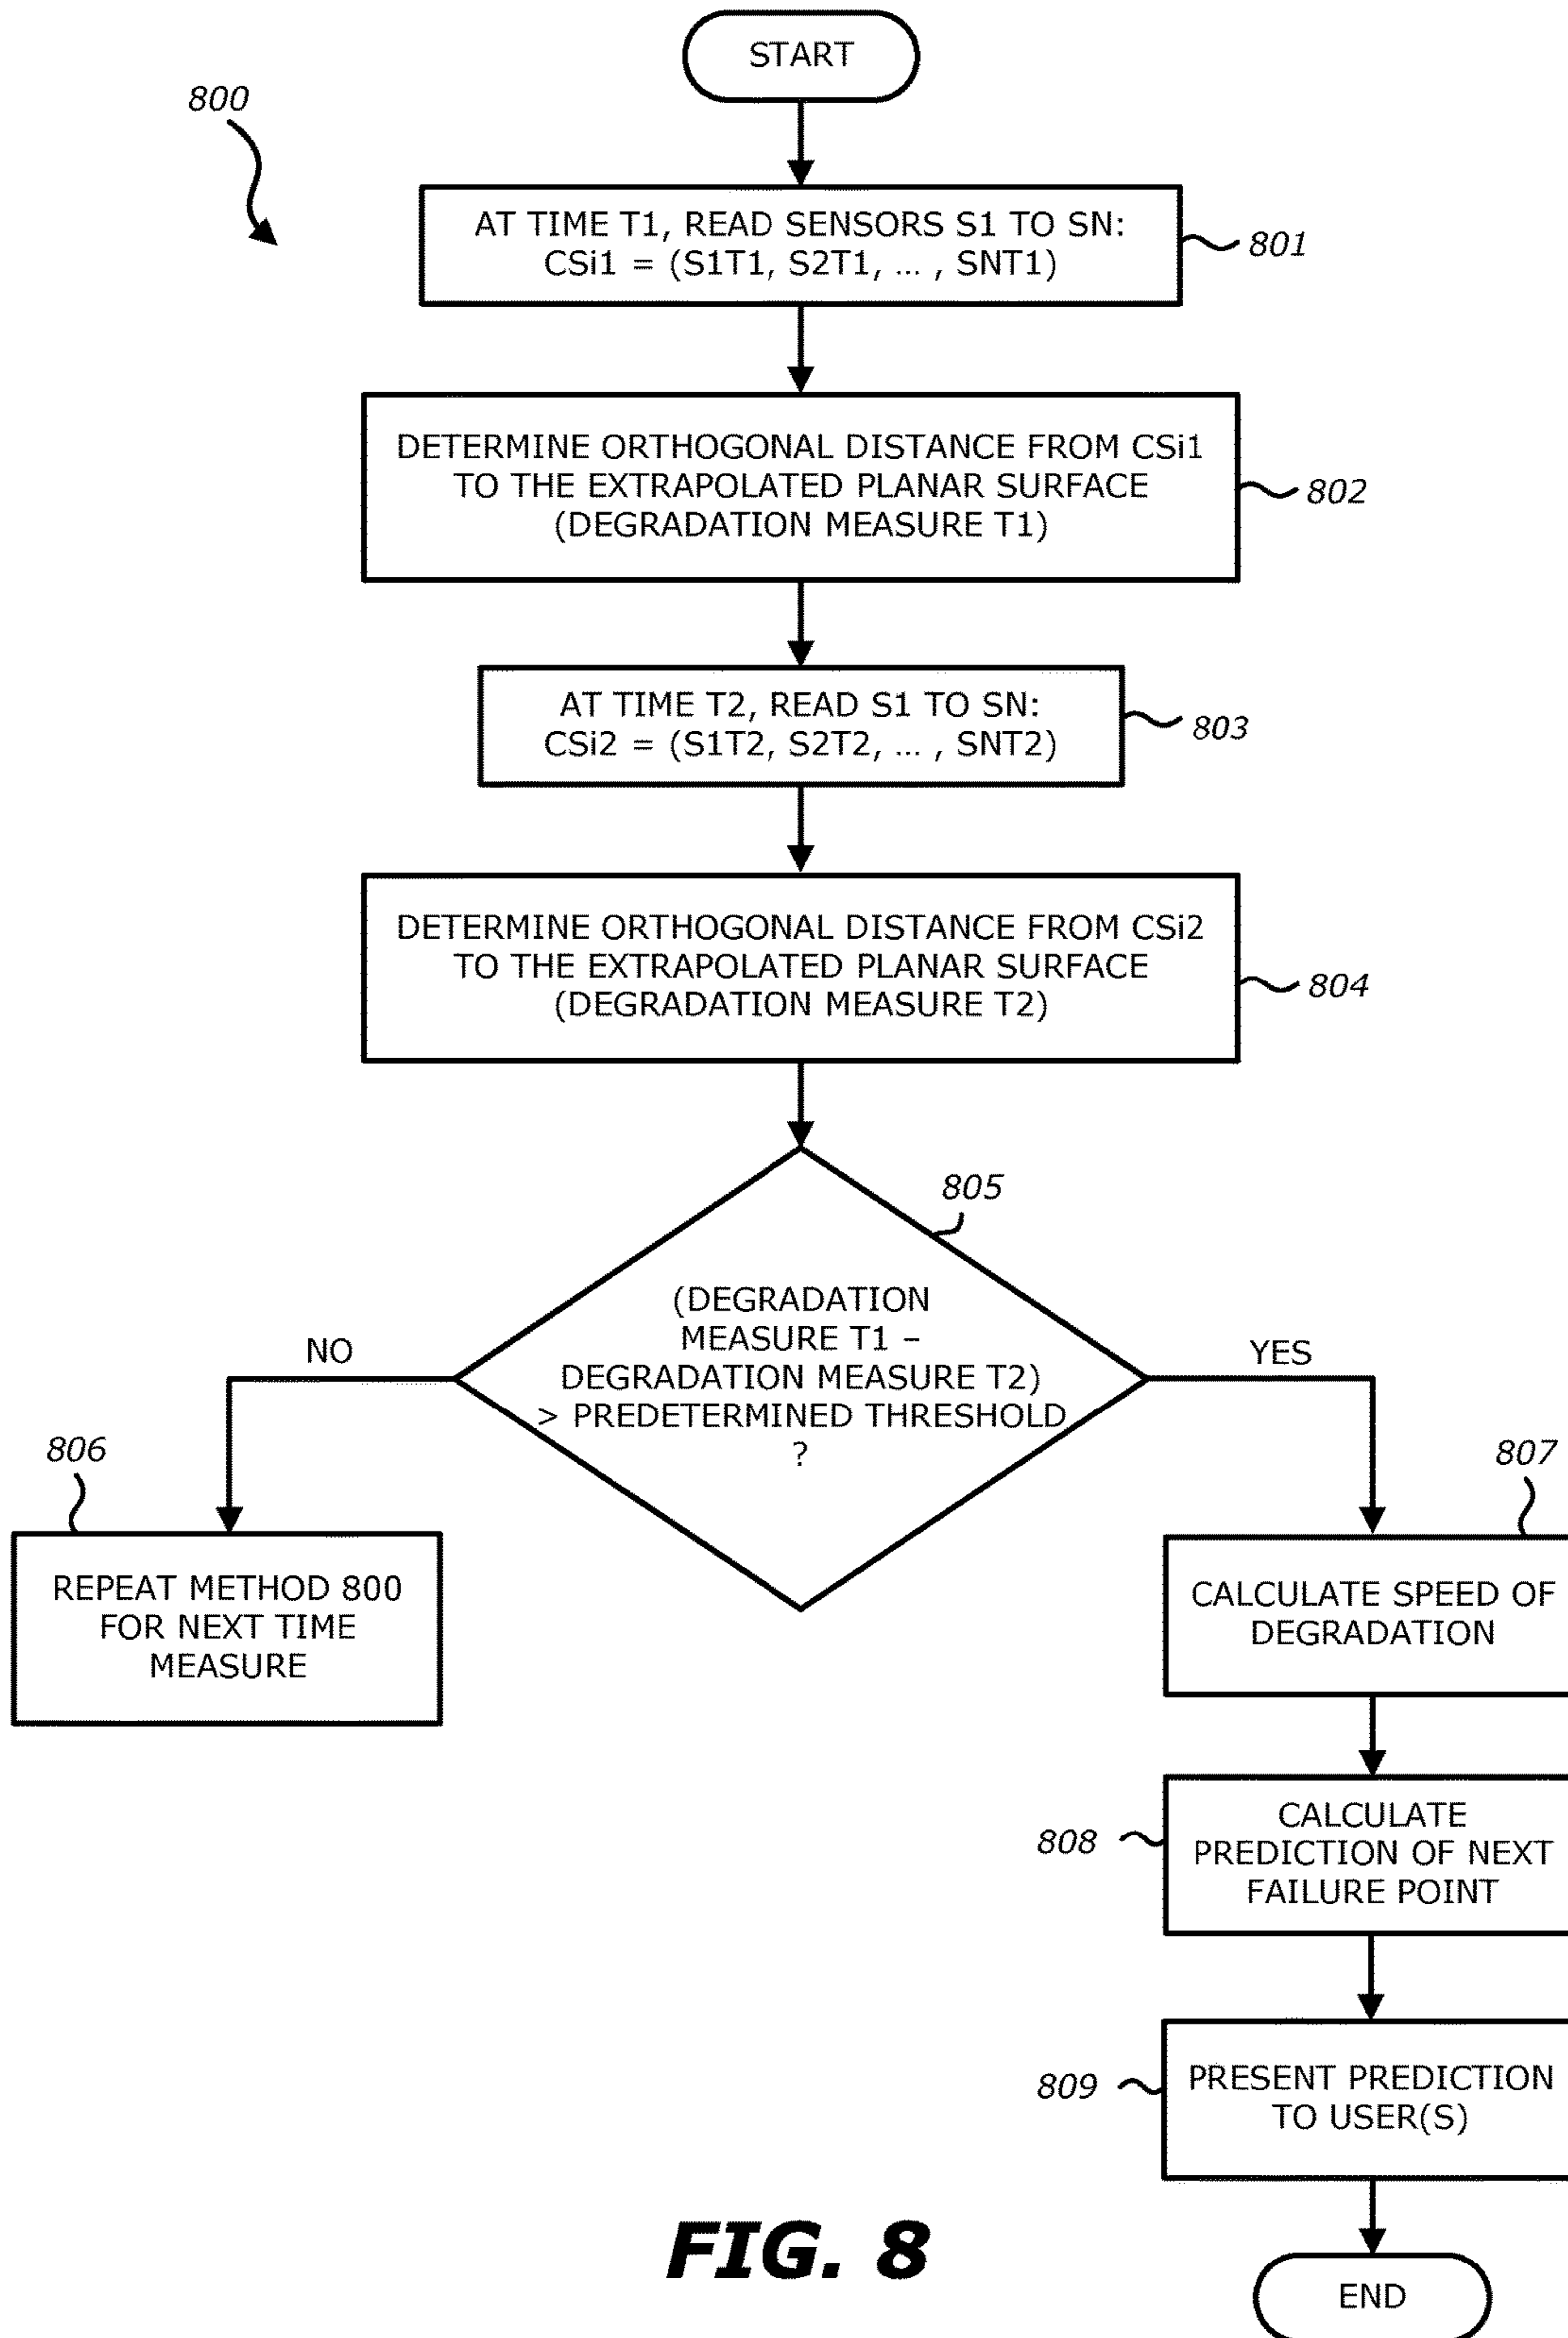 START
800
AT TIME T1, READ SENSORS S1 TO SN:
CSi1 = (S1T1, S2T1, ... , SNT1)
801
DETERMINE ORTHOGONAL DISTANCE FROM CSi1
TO THE EXTRAPOLATED PLANAR SURFACE
(DEGRADATION MEASURE T1)
802
AT TIME T2, READ S1 TO SN:
CSi2 = (S1T2, S2T2, ... , SNT2)
803
DETERMINE ORTHOGONAL DISTANCE FROM CSi2
TO THE EXTRAPOLATED PLANAR SURFACE
(DEGRADATION MEASURE T2)
804
805
(DEGRADATION
MEASURE T1 –
DEGRADATION MEASURE T2)
> PREDETERMINED THRESHOLD
?
NO
YES
806
REPEAT METHOD 800
FOR NEXT TIME
MEASURE
807
CALCULATE SPEED OF
DEGRADATION
808
CALCULATE
PREDICTION OF NEXT
FAILURE POINT
809
PRESENT PREDICTION
TO USER(S)
END
FIG. 8